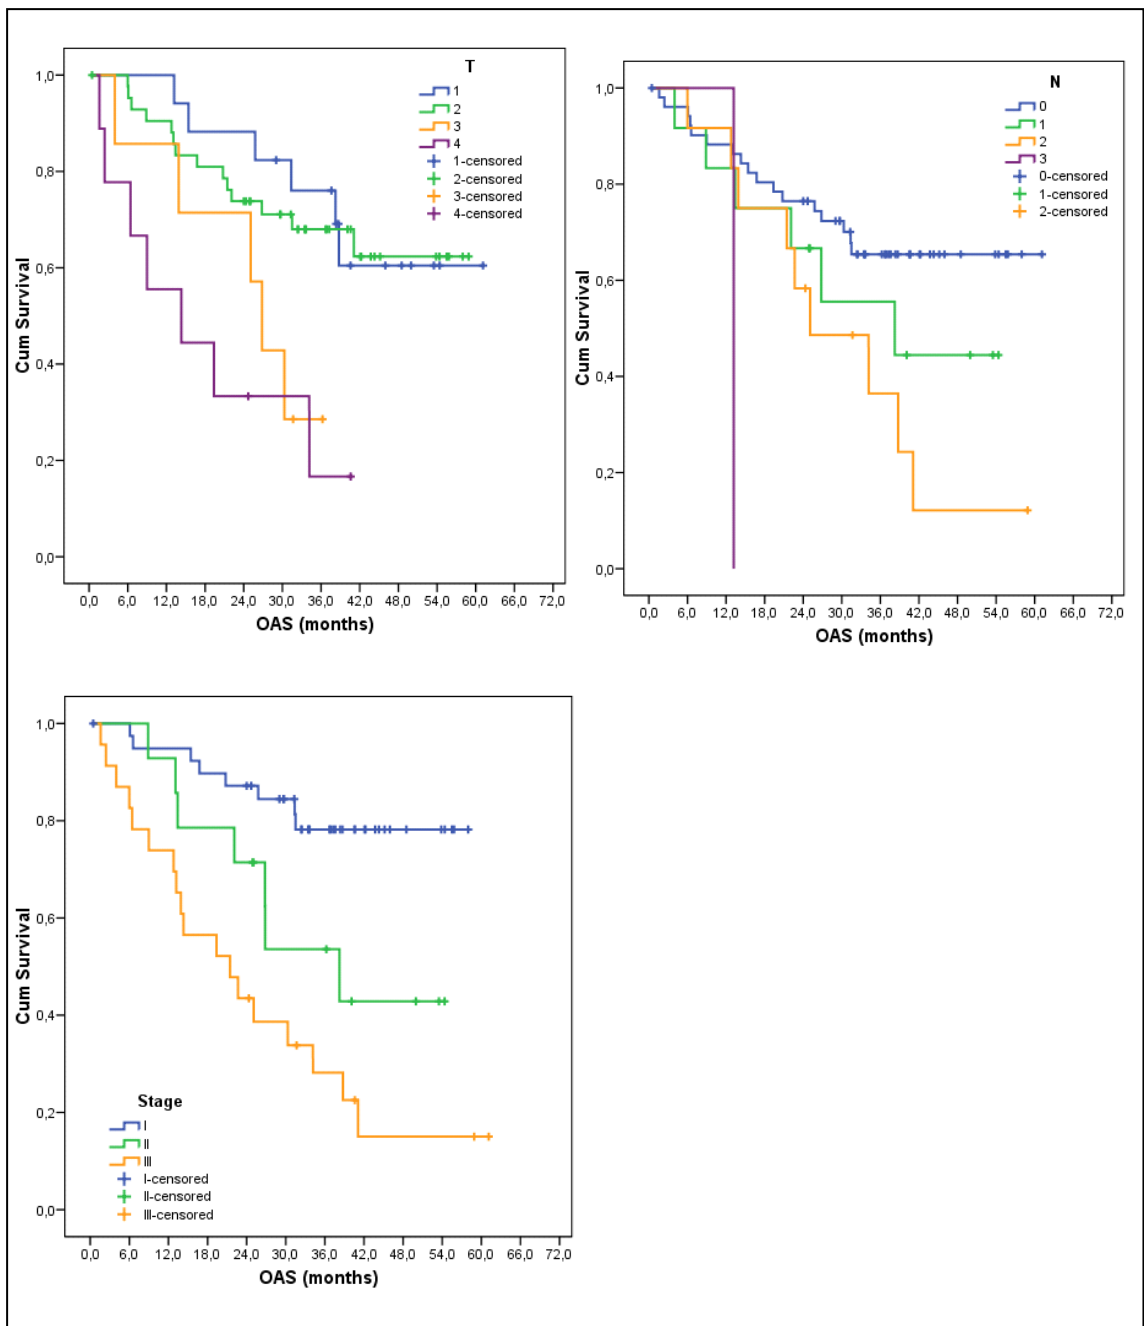 T
1
2
3
4
1-censored
2-censored
3-censored
4-censored
Cum Survival
1,0
0,8
0,6
0,4
0,2
0,0
0,0 6,0 12,0 18,0 24,0 30,0 36,0 42,0 48,0 54,0 60,0 66,0 72,0
OAS (months)
N
0
1
2
3
0-censored
1-censored
2-censored
Cum Survival
1,0
0,8
0,6
0,4
0,2
0,0
0,0 6,0 12,0 18,0 24,0 30,0 36,0 42,0 48,0 54,0 60,0 66,0 72,0
OAS (months)
Cum Survival
1,0
0,8
0,6
0,4
0,2
0,0
Stage
I
II
III
I-censored
II-censored
III-censored
0,0 6,0 12,0 18,0 24,0 30,0 36,0 42,0 48,0 54,0 60,0 66,0 72,0
OAS (months)